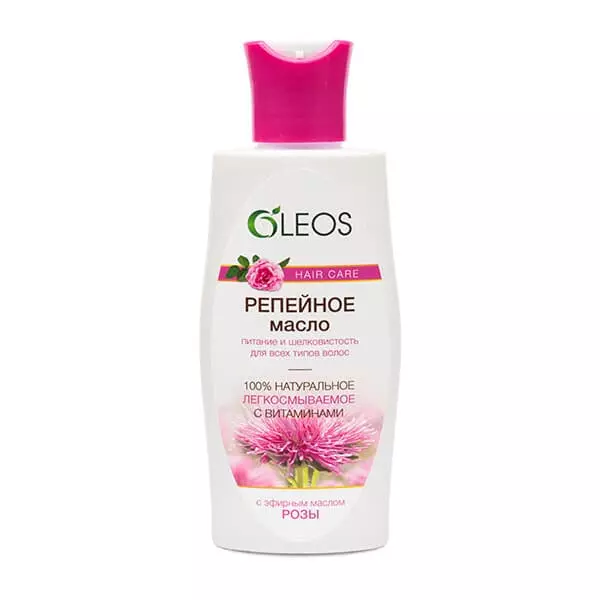 OLEOS
HAIR CARE
РЕПЕЙНОЕ
масло
питание и шелковистость
для всех типов волос
100% НАТУРАЛЬНОЕ
ЛЕГКОСМЫВАЕМОЕ
С ВИТАМИНАМИ
с эфирным маслом
РОЗЫ